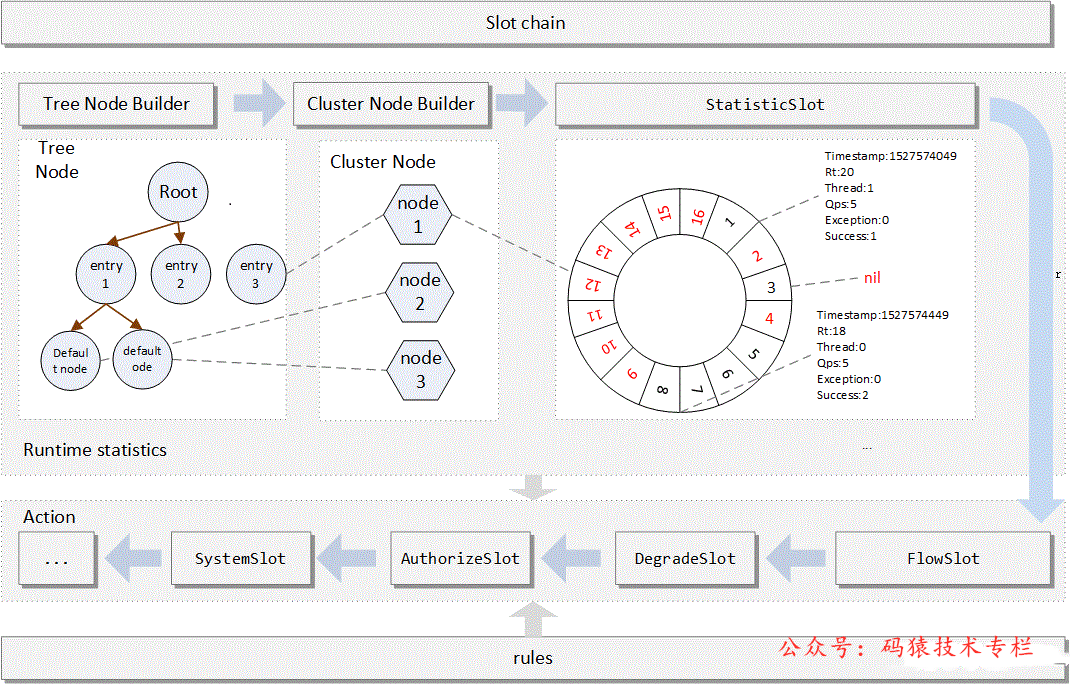 Slot chain
Tree Node Builder
Cluster Node Builder
StatisticSlot
Tree
Node
Root
.
entry
1
entry
2
entry
3
Defaul
t node
default
ode
Cluster Node
node
1
node
2
node
3
1
2
3
4
5
6
7
8
9
10
11
12
13
14
15
16
Timestamp:1527574049
Rt:20
Thread:1
Qps:5
Exception:0
Success:1
nil
r
Timestamp:1527574449
Rt:18
Thread:0
Qps:5
Exception:0
Success:2
...
Runtime statistics
Action
...
SystemSlot
AuthorizeSlot
DegradeSlot
FlowSlot
rules
公众号：码猿技术专栏